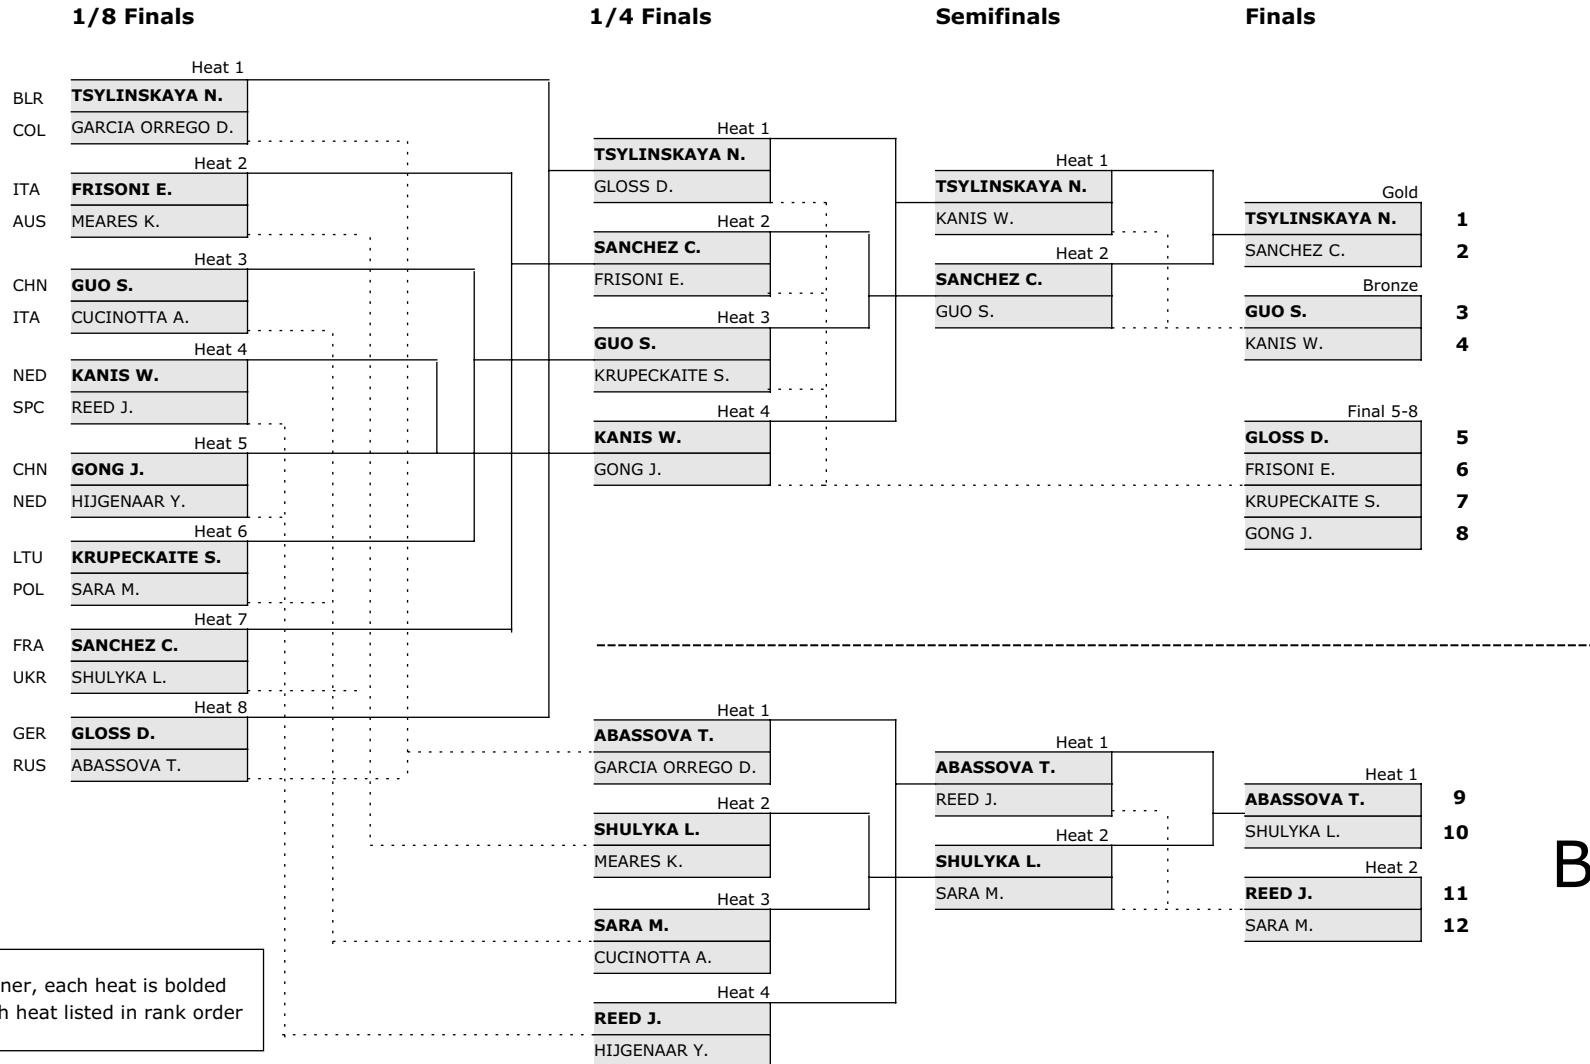 1/8 Finals
1/4 Finals
Semifinals
Finals
Heat 1
BLR TSYLINSKAYA N.
COL GARCIA ORREGO D.
Heat 2
ITA FRISONI E.
AUS MEARES K.
Heat 3
CHN GUO S.
ITA CUCINOTTA A.
Heat 4
NED KANIS W.
SPC REED J.
Heat 5
CHN GONG J.
NED HIJGENAAR Y.
Heat 6
LTU KRUPECKAITE S.
POL SARA M.
Heat 7
FRA SANCHEZ C.
UKR SHULYKA L.
Heat 8
GER GLOSS D.
RUS ABASSOVA T.
Heat 1
TSYLINSKAYA N.
GLOSS D.
Heat 2
SANCHEZ C.
FRISONI E.
Heat 3
GUO S.
KRUPECKAITE S.
Heat 4
KANIS W.
GONG J.
Heat 1
TSYLINSKAYA N.
KANIS W.
Heat 2
SANCHEZ C.
GUO S.
Gold
TSYLINSKAYA N. 1
SANCHEZ C. 2
Bronze
GUO S. 3
KANIS W. 4
Final 5-8
GLOSS D. 5
FRISONI E. 6
KRUPECKAITE S. 7
GONG J. 8
Heat 1
ABASSOVA T.
GARCIA ORREGO D.
Heat 2
SHULYKA L.
MEARES K.
Heat 3
SARA M.
CUCINOTTA A.
Heat 4
REED J.
HIJGENAAR Y.
Heat 1
ABASSOVA T.
REED J.
Heat 2
SHULYKA L.
SARA M.
Heat 1
ABASSOVA T. 9
SHULYKA L. 10
Heat 2
REED J. 11
SARA M. 12
B
ner, each heat is bolded
h heat listed in rank order